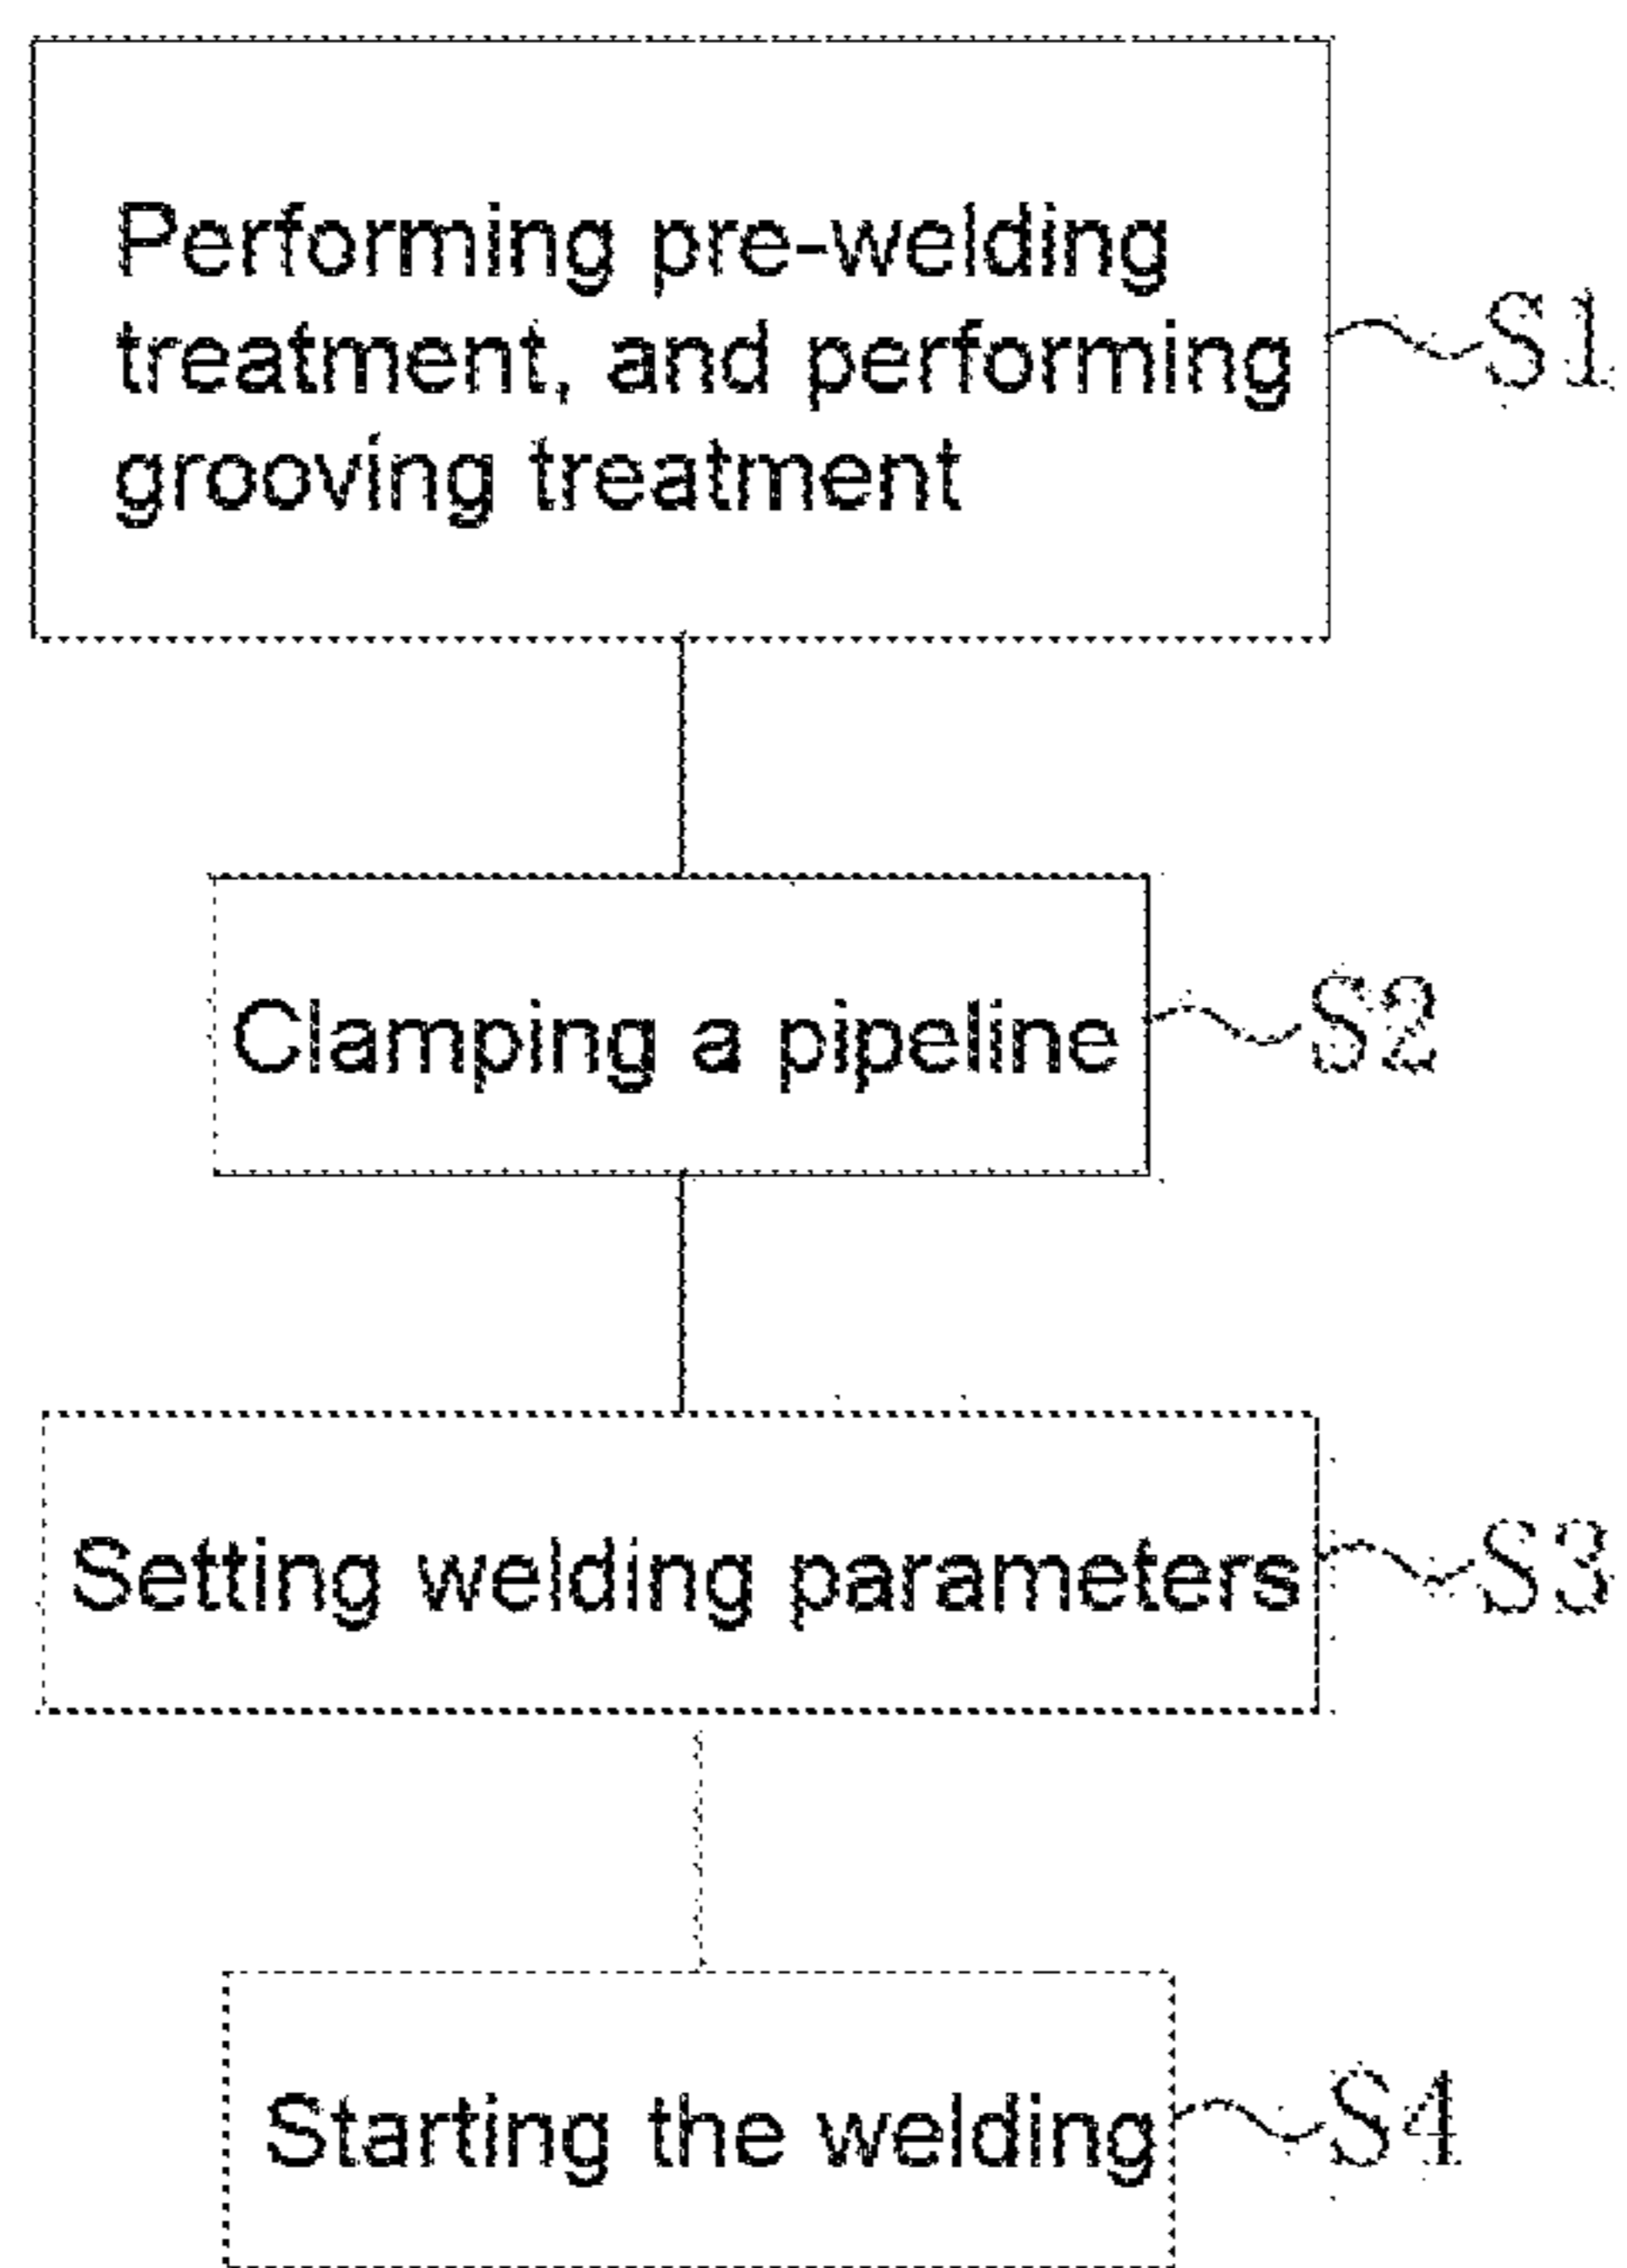 Performing pre-welding
treatment, and performing
grooving treatment
S1
Clamping a pipeline
S2
Setting welding parameters
S3
Starting the welding
S4